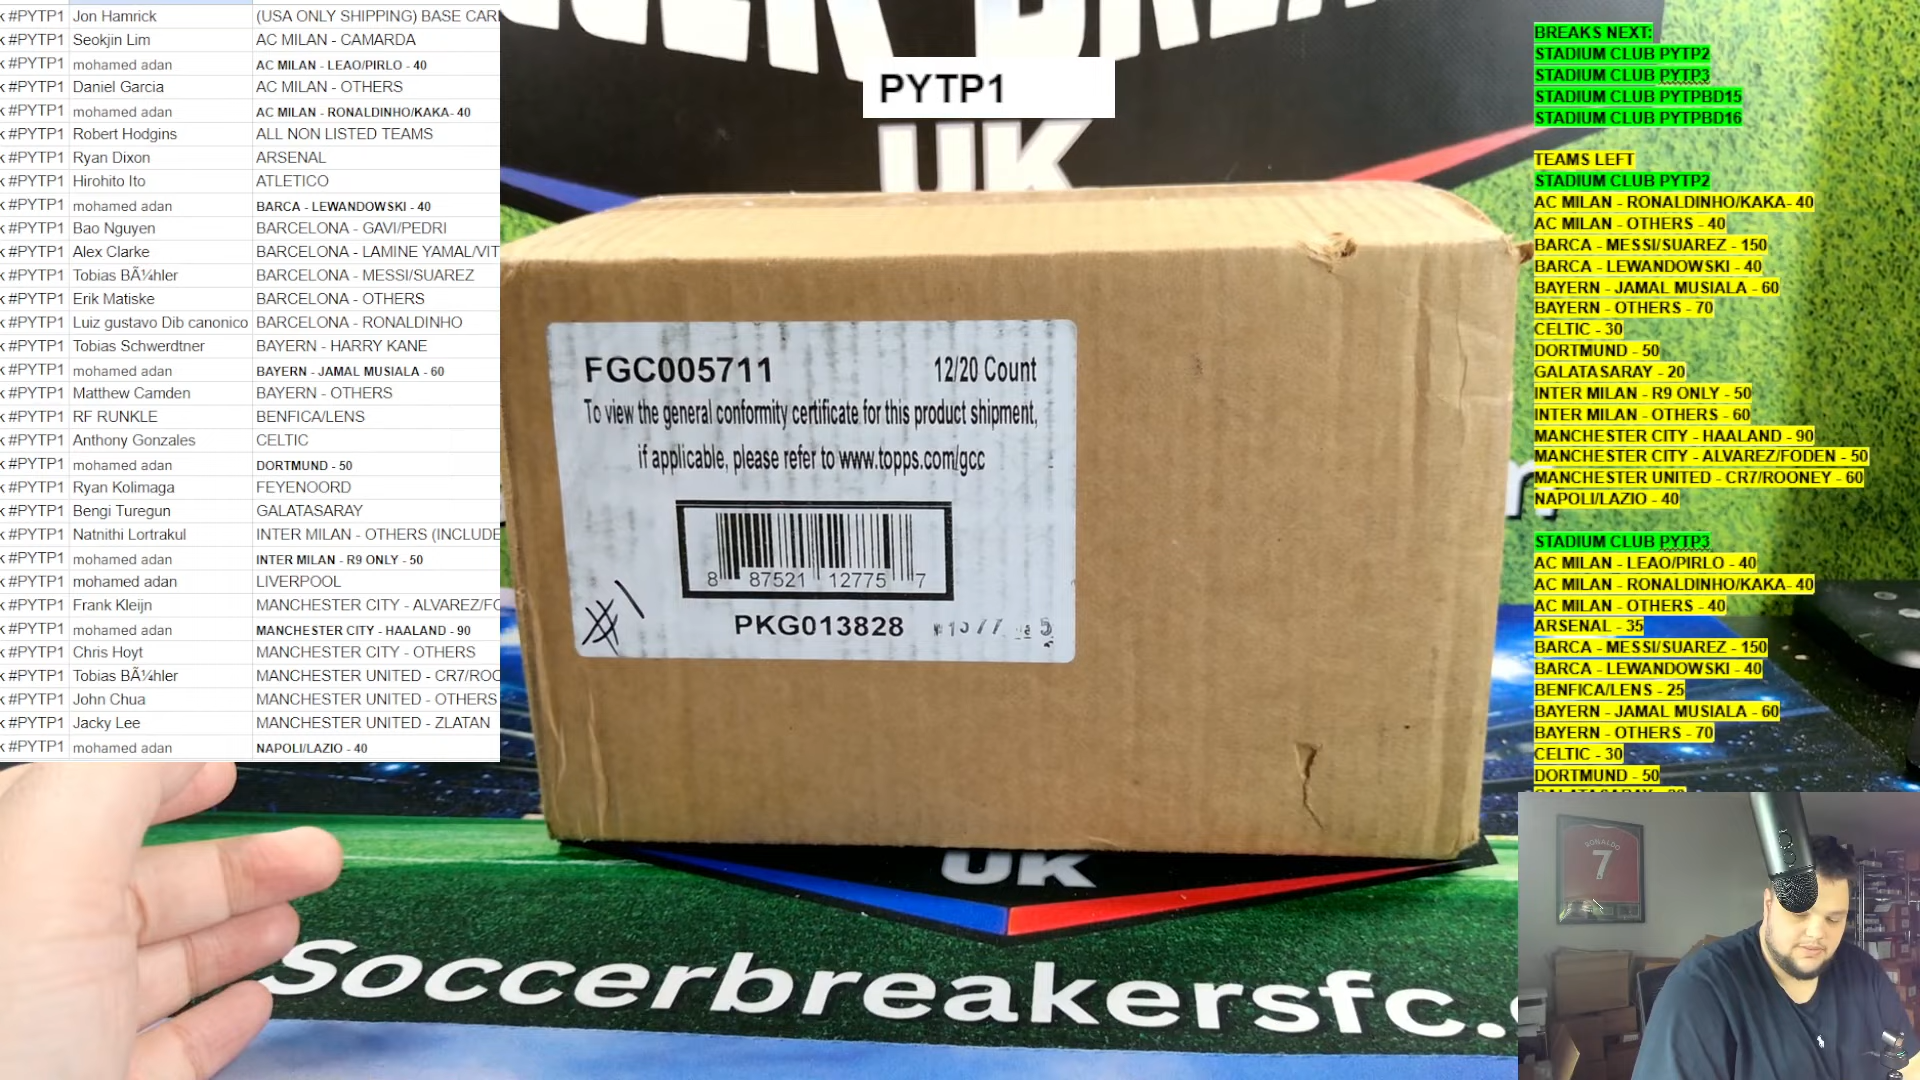 k #PYTP1 Jon Hamrick (USA ONLY SHIPPING) BASE CARI
k #PYTP1 Seokjin Lim AC MILAN - CAMARDA
k #PYTP1 mohamed adan AC MILAN - LEAO/PIRLO - 40
k #PYTP1 Daniel Garcia AC MILAN - OTHERS
k #PYTP1 mohamed adan AC MILAN - RONALDINHO/KAKA- 40
k #PYTP1 Robert Hodgins ALL NON LISTED TEAMS
k #PYTP1 Ryan Dixon ARSENAL
k #PYTP1 Hirohito Ito ATLETICO
k #PYTP1 mohamed adan BARCA - LEWANDOWSKI - 40
k #PYTP1 Bao Nguyen BARCELONA - GAVI/PEDRI
k #PYTP1 Alex Clarke BARCELONA - LAMINE YAMAL/VIT
k #PYTP1 Tobias BÃ¼hler BARCELONA - MESSI/SUAREZ
k #PYTP1 Erik Matiske BARCELONA - OTHERS
k #PYTP1 Luiz gustavo Dib canonico BARCELONA - RONALDINHO
k #PYTP1 Tobias Schwerdtner BAYERN - HARRY KANE
k #PYTP1 mohamed adan BAYERN - JAMAL MUSIALA - 60
k #PYTP1 Matthew Camden BAYERN - OTHERS
k #PYTP1 RF RUNKLE BENFICA/LENS
k #PYTP1 Anthony Gonzales CELTIC
k #PYTP1 mohamed adan DORTMUND - 50
k #PYTP1 Ryan Kolimaga FEYENOORD
k #PYTP1 Bengi Turegun GALATASARAY
k #PYTP1 Natnithi Lortrakul INTER MILAN - OTHERS (INCLUDE
k #PYTP1 mohamed adan INTER MILAN - R9 ONLY - 50
k #PYTP1 mohamed adan LIVERPOOL
k #PYTP1 Frank Kleijn MANCHESTER CITY - ALVAREZ/FO
k #PYTP1 mohamed adan MANCHESTER CITY - HAALAND - 90
k #PYTP1 Chris Hoyt MANCHESTER CITY - OTHERS
k #PYTP1 Tobias BÃ¼hler MANCHESTER UNITED - CR7/ROO
k #PYTP1 John Chua MANCHESTER UNITED - OTHERS
k #PYTP1 Jacky Lee MANCHESTER UNITED - ZLATAN
k #PYTP1 mohamed adan NAPOLI/LAZIO - 40
PYTP1
UK
FGC005711 12/20 Count
To view the general conformity certificate for this product shipment,
if applicable, please refer to www.topps.com/gcc
8 87521 12775 7
#1
PKG013828
UK
Soccerbreakersfc.
BREAKS NEXT:
STADIUM CLUB PYTP2
STADIUM CLUB PYTP3
STADIUM CLUB PYTPBD15
STADIUM CLUB PYTPBD16
TEAMS LEFT
STADIUM CLUB PYTP2
AC MILAN - RONALDINHO/KAKA- 40
AC MILAN - OTHERS - 40
BARCA - MESSI/SUAREZ - 150
BARCA - LEWANDOWSKI - 40
BAYERN - JAMAL MUSIALA - 60
BAYERN - OTHERS - 70
CELTIC - 30
DORTMUND - 50
GALATASARAY - 20
INTER MILAN - R9 ONLY - 50
INTER MILAN - OTHERS - 60
MANCHESTER CITY - HAALAND - 90
MANCHESTER CITY - ALVAREZ/FODEN - 50
MANCHESTER UNITED - CR7/ROONEY - 60
NAPOLI/LAZIO - 40
STADIUM CLUB PYTP3
AC MILAN - LEAO/PIRLO - 40
AC MILAN - RONALDINHO/KAKA- 40
AC MILAN - OTHERS - 40
ARSENAL - 35
BARCA - MESSI/SUAREZ - 150
BARCA - LEWANDOWSKI - 40
BENFICA/LENS - 25
BAYERN - JAMAL MUSIALA - 60
BAYERN - OTHERS - 70
CELTIC - 30
DORTMUND - 50
RONALDO
7